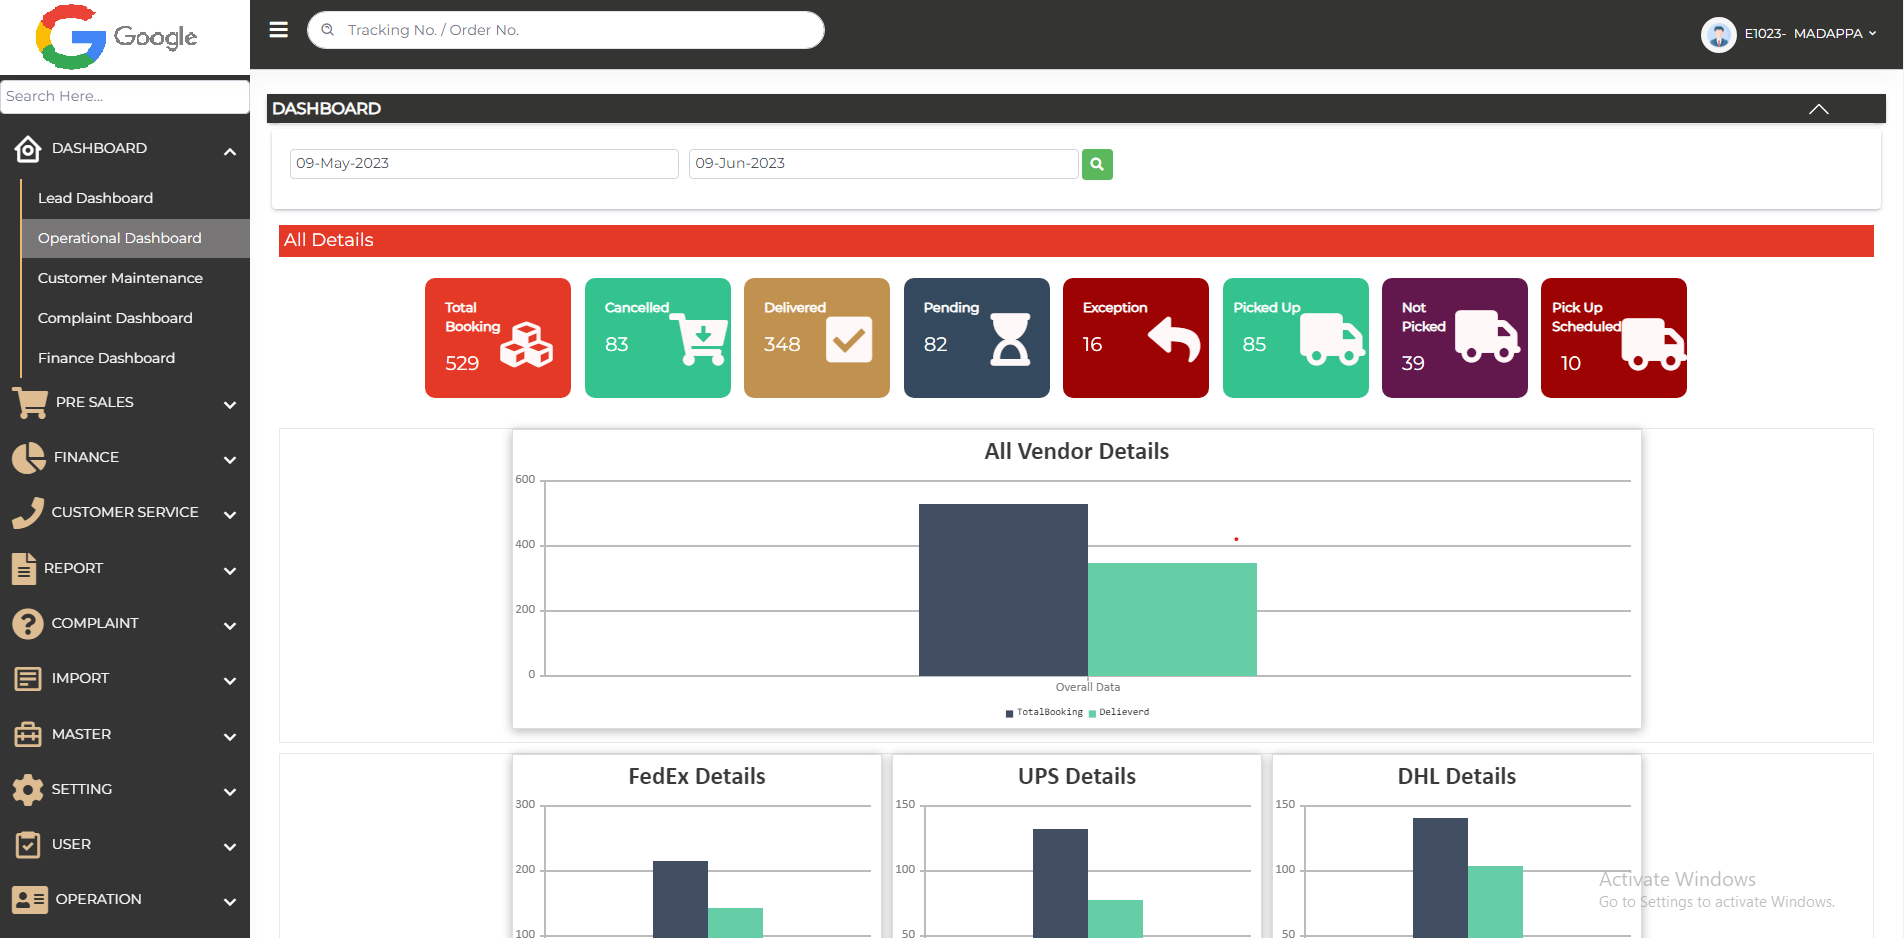 Google
Tracking No. / Order No.
E1023- MADAPPA
Search Here...
DASHBOARD
Lead Dashboard
Operational Dashboard
Customer Maintenance
Complaint Dashboard
Finance Dashboard
PRE SALES
FINANCE
CUSTOMER SERVICE
REPORT
COMPLAINT
IMPORT
MASTER
SETTING
USER
OPERATION
DASHBOARD
09-May-2023
09-Jun-2023
All Details
Total
Booking
529
Cancelled
83
Delivered
348
Pending
82
Exception
16
Picked Up
85
Not
Picked
39
Pick Up
Scheduled
10
All Vendor Details
600
400
200
0
Overall Data
TotalBooking Delieverd
FedEx Details
300
200
100
UPS Details
150
100
50
DHL Details
150
100
50
Activate Windows
Go to Settings to activate Windows.